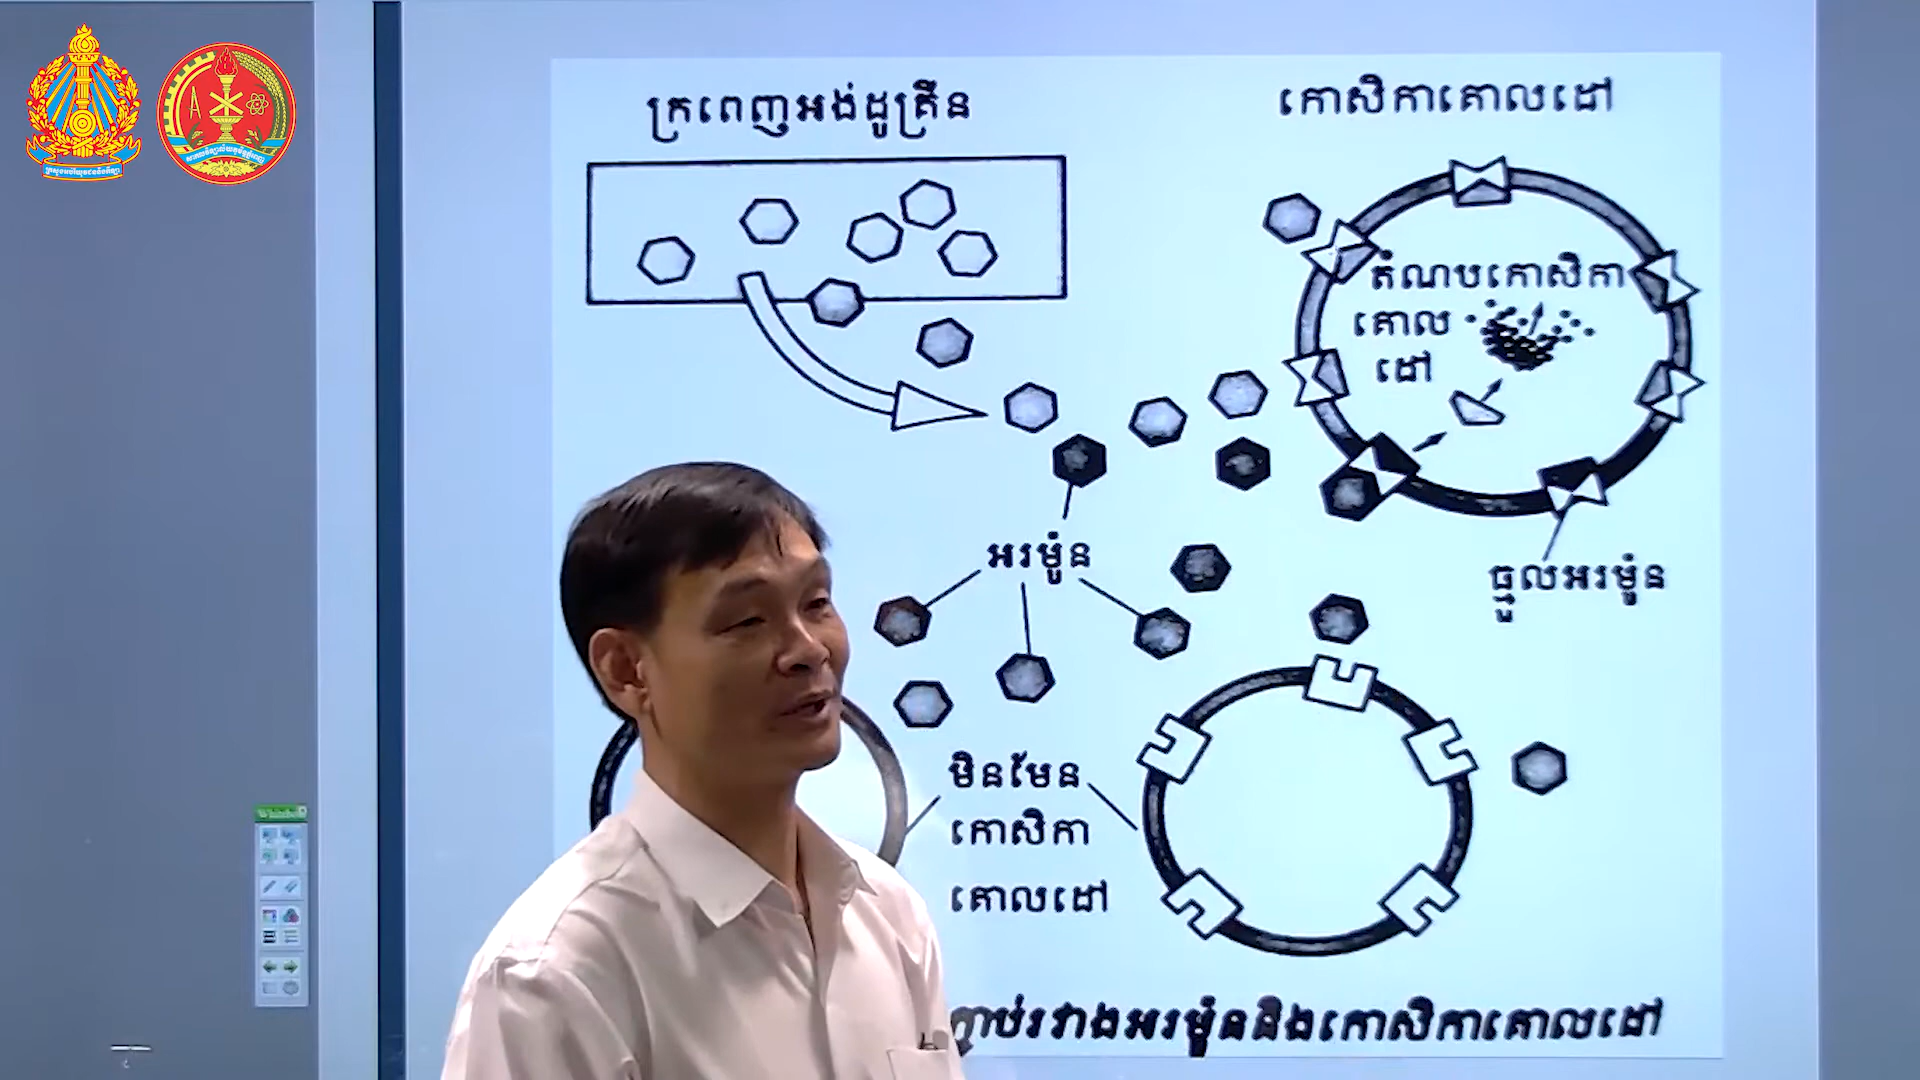 ក្រពេញអង់ដូគ្រីន
កោសិកាគោលដៅ
តំណបកោសិកា
គោល
ដៅ
អរម៉ូន
ធ្មួលអរម៉ូន
មិនមែន
កោសិកា
គោលដៅ
ភ្ជាប់រវាងអរម៉ូននិងកោសិកាគោលដៅ